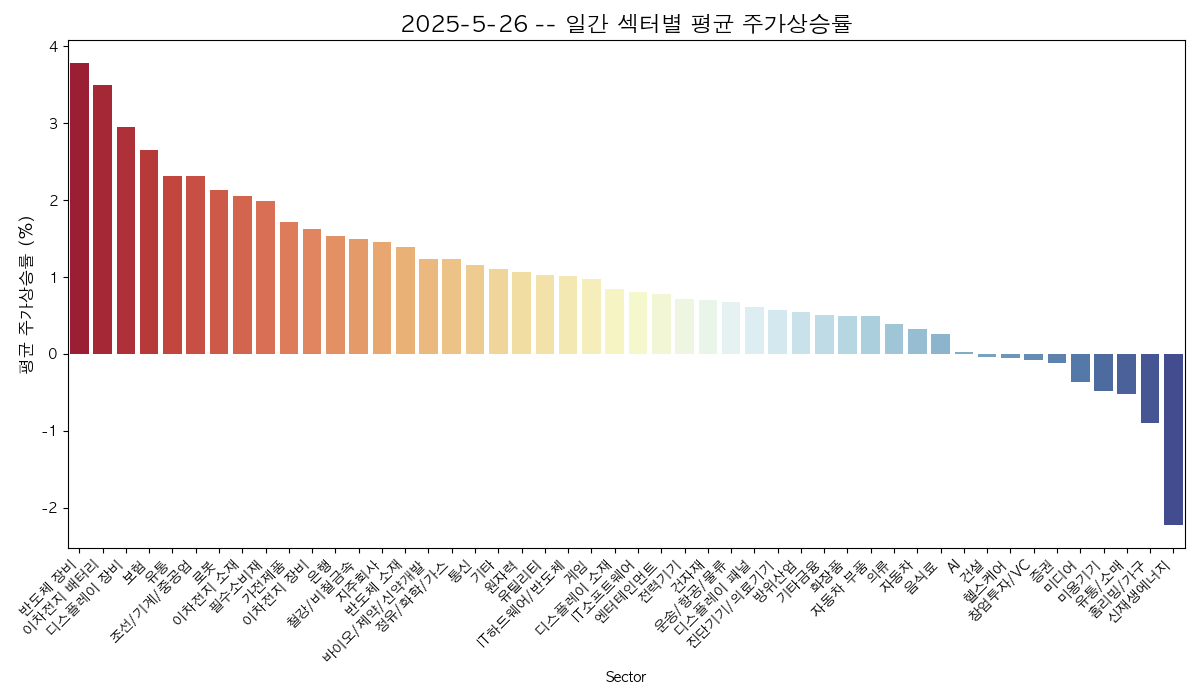 2025-5-26 -- 일간 섹터별 평균 주가상승률
평균 주가상승률 (%)
4
3
2
1
0
-1
-2
반도체 장비
이차전지 배터리
디스플레이 장비
보험
유통
조선/기계/중공업
로봇
이차전지 소재
필수소비재
가전제품
이차전지 장비
은행
철강/비철금속
지주회사
반도체 소재
바이오/제약/신약개발
정유/화학/가스
통신
기타
원자력
유틸리티
IT하드웨어/반도체
게임
디스플레이 소재
IT소프트웨어
엔터테인먼트
전력기기
건자재
운송/항공/물류
디스플레이 패널
진단기기/의료기기
방위산업
기타금융
화장품
자동차 부품
의류
자동차
음식료
AI
건설
헬스케어
창업투자/VC
증권
미디어
미용기기
유통/소매
홈리빙/가구
신재생에너지
Sector